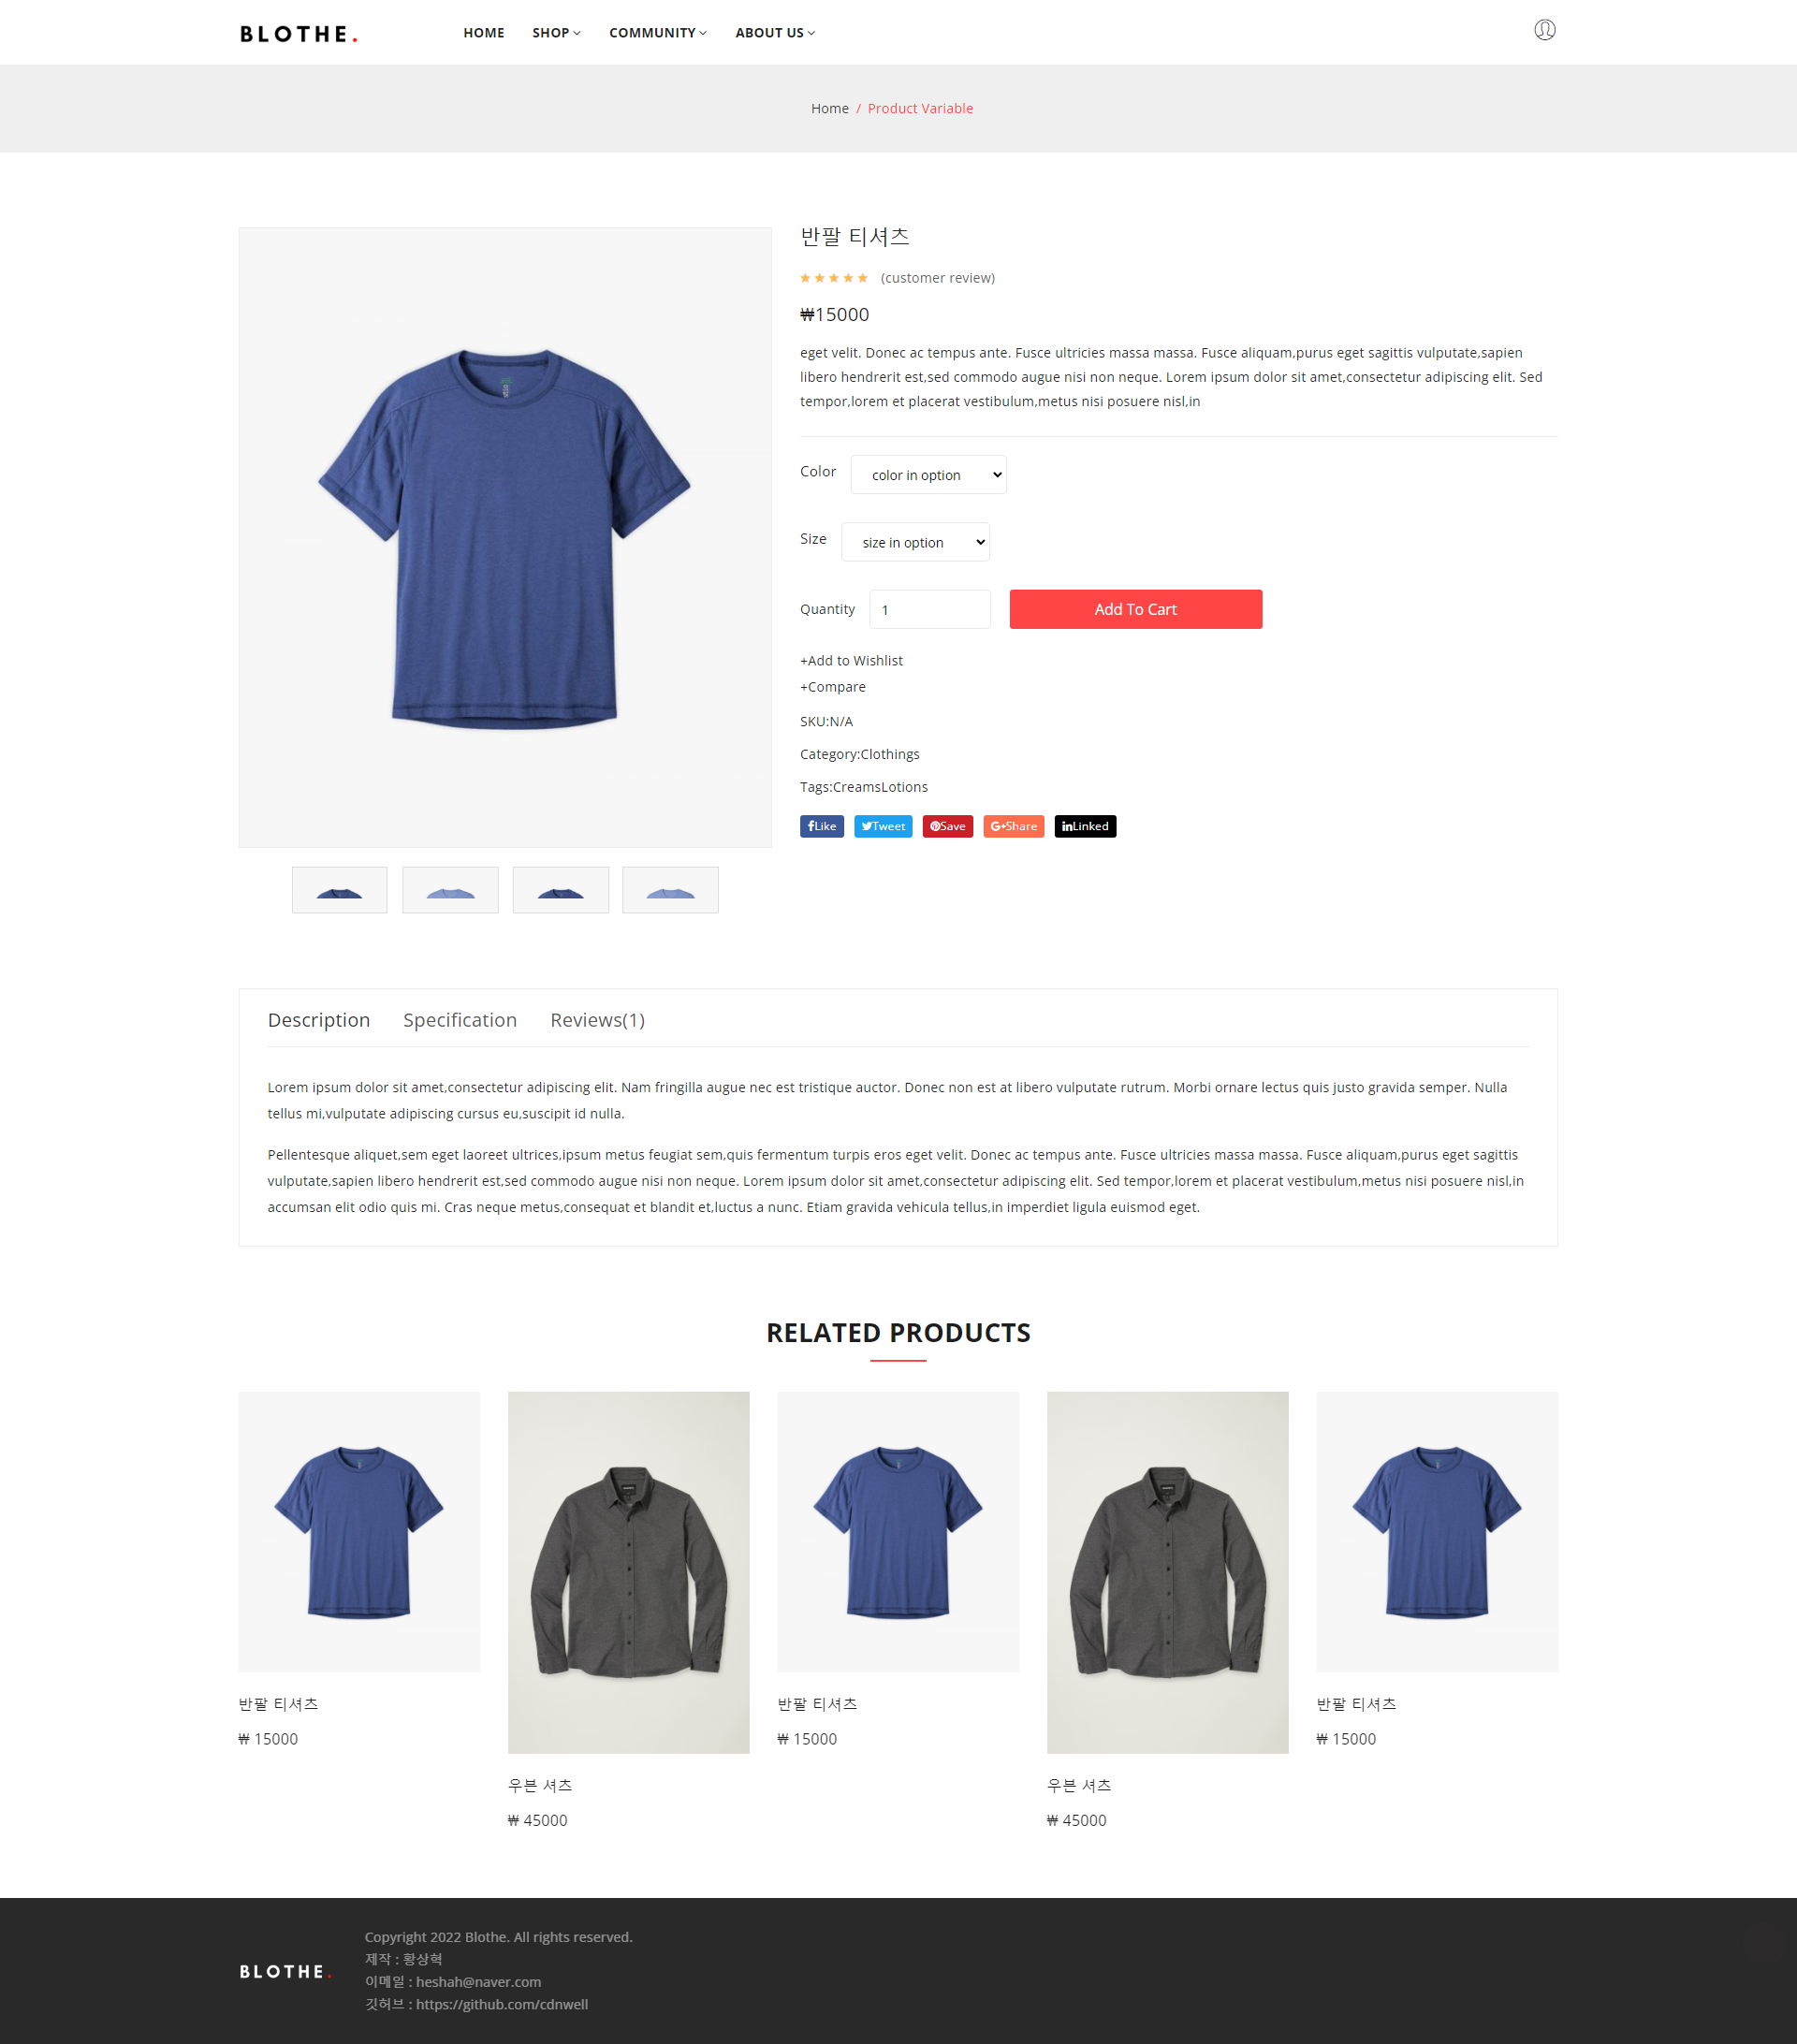 BLOTHE.
HOME SHOP COMMUNITY ABOUT US
Home / Product Variable
반팔 티셔츠
(customer review)
₩15000
eget velit. Donec ac tempus ante. Fusce ultricies massa massa. Fusce aliquam,purus eget sagittis vulputate,sapien
libero hendrerit est,sed commodo augue nisi non neque. Lorem ipsum dolor sit amet,consectetur adipiscing elit. Sed
tempor,lorem et placerat vestibulum,metus nisi posuere nisl,in
Color color in option
Size size in option
Quantity 1 Add To Cart
+Add to Wishlist
+Compare
SKU:N/A
Category:Clothings
Tags:CreamsLotions
Like Tweet Save Share Linked
Description Specification Reviews(1)
Lorem ipsum dolor sit amet,consectetur adipiscing elit. Nam fringilla augue nec est tristique auctor. Donec non est at libero vulputate rutrum. Morbi ornare lectus quis justo gravida semper. Nulla
tellus mi,vulputate adipiscing cursus eu,suscipit id nulla.
Pellentesque aliquet,sem eget laoreet ultrices,ipsum metus feugiat sem,quis fermentum turpis eros eget velit. Donec ac tempus ante. Fusce ultricies massa massa. Fusce aliquam,purus eget sagittis
vulputate,sapien libero hendrerit est,sed commodo augue nisi non neque. Lorem ipsum dolor sit amet,consectetur adipiscing elit. Sed tempor,lorem et placerat vestibulum,metus nisi posuere nisl,in
accumsan elit odio quis mi. Cras neque metus,consequat et blandit et,luctus a nunc. Etiam gravida vehicula tellus,in imperdiet ligula euismod eget.
RELATED PRODUCTS
반팔 티셔츠
₩ 15000
우븐 셔츠
₩ 45000
반팔 티셔츠
₩ 15000
우븐 셔츠
₩ 45000
반팔 티셔츠
₩ 15000
BLOTHE.
Copyright 2022 Blothe. All rights reserved.
제작 : 황상혁
이메일 : heshah@naver.com
깃허브 : https://github.com/cdnwell